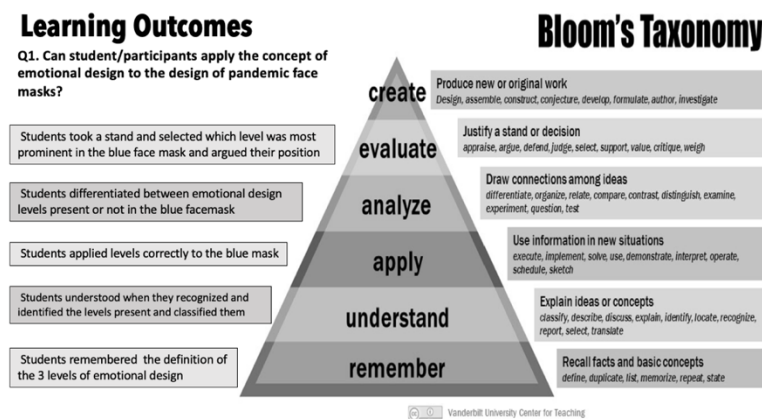 Learning Outcomes
Q1. Can student/participants apply the concept of
emotional design to the design of pandemic face
masks?
Students took a stand and selected which level was most
prominent in the blue face mask and argued their position
Students differentiated between emotional design
levels present or not in the blue facemask
Students applied levels correctly to the blue mask
Students understood when they recognized and
identified the levels present and classified them
Students remembered the definition of
the 3 levels of emotional design
Bloom's Taxonomy
create
Produce new or original work
Design, assemble, construct, conjecture, develop, formulate, author, investigate
evaluate
Justify a stand or decision
appraise, argue, defend, judge, select, support, value, critique, weigh
analyze
Draw connections among ideas
differentiate, organize, relate, compare, contrast, distinguish, examine,
experiment, question, test
apply
Use information in new situations
execute, implement, solve, use, demonstrate, interpret, operate,
schedule, sketch
understand
Explain ideas or concepts
classify, describe, discuss, explain, identify, locate, recognize,
report, select, translate
remember
Recall facts and basic concepts
define, duplicate, list, memorize, repeat, state
Vanderbilt University Center for Teaching